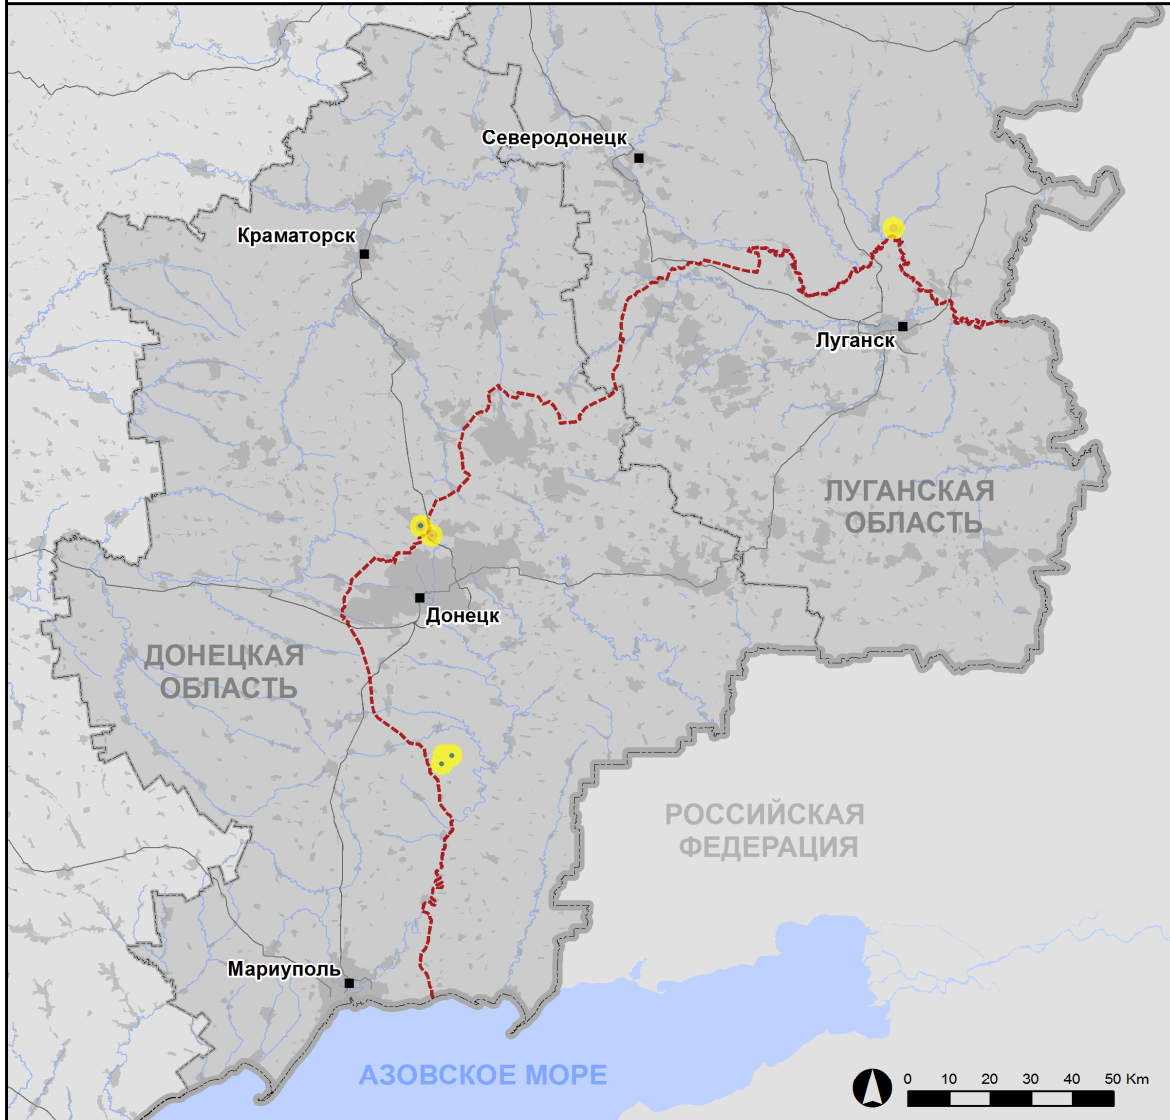 Северодонецк
Краматорск
Луганск
ЛУГАНСКАЯ
ОБЛАСТЬ
Донецк
ДОНЕЦКАЯ
ОБЛАСТЬ
РОССИЙСКАЯ
ФЕДЕРАЦИЯ
Мариуполь
АЗОВСКОЕ МОРЕ
0 10 20 30 40 50 Km